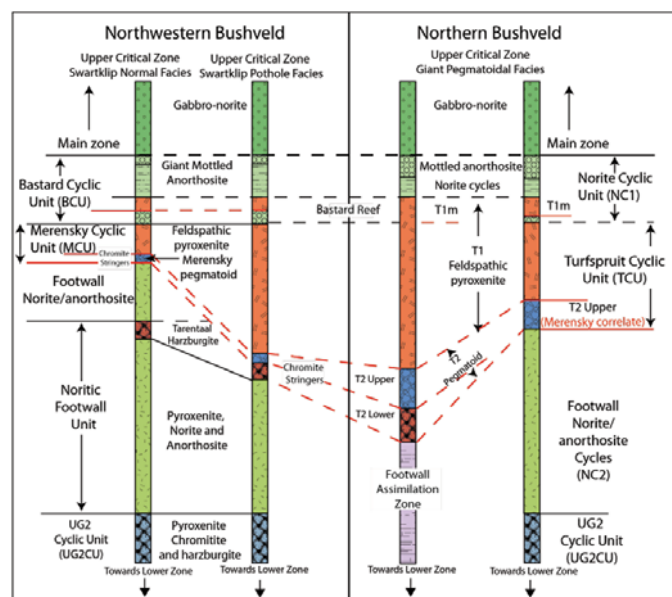 Northwestern Bushveld
Northern Bushveld
Upper Critical Zone
Swartklip Normal Facies
Upper Critical Zone
Swartklip Pothole Facies
Upper Critical Zone
Giant Pegmatoidal Facies
Gabbro-norite
Gabbro-norite
Main zone
Main zone
Giant Mottled
Anorthosite
Mottled anorthosite
Norite cycles
Norite Cyclic
Unit (NC1)
Bastard Cyclic
Unit (BCU)
Bastard Reef
T1m
T1m
Merensky Cyclic
Unit (MCU)
Feldspathic
pyroxenite
Merensky
pegmatoid
Chromite
Stringers
T1
Feldspathic
pyroxenite
Turfspruit Cyclic
Unit (TCU)
Footwall
Norite/anorthosite
T2 Upper
(Merensky correlate)
Tarentaal
Harzburgite
Chromite
Stringers
T2
Pegmatoid
T2 Upper
T2 Lower
Noritic
Footwall
Unit
Pyroxenite,
Norite and
Anorthosite
Footwall
Assimilation
Zone
Footwall
Norite/
anorthosite
Cycles
(NC2)
UG2
Cyclic Unit
(UG2CU)
Pyroxenite
Chromitite
and harzburgite
UG2
Cyclic Unit
(UG2CU)
Towards Lower Zone
Towards Lower Zone
Towards Lower Zone
Towards Lower Zone